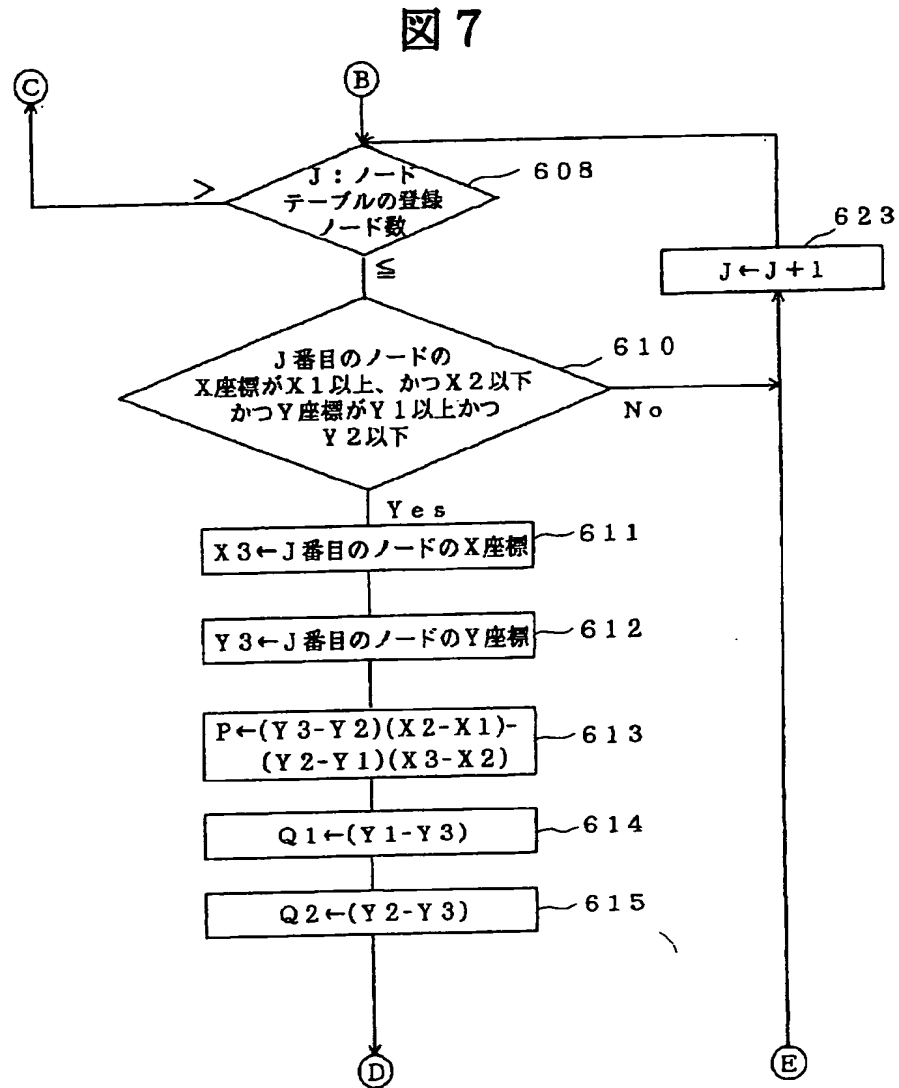 図7
C
B
J：ノード
テーブルの登録
ノード数
608
＞
≦
623
J←J+1
J番目のノードの
X座標がX1以上、かつX2以下
かつY座標がY1以上かつ
Y2以下
610
No
Yes
X3←J番目のノードのX座標
611
Y3←J番目のノードのY座標
612
P←(Y3-Y2)(X2-X1)-
(Y2-Y1)(X3-X2)
613
Q1←(Y1-Y3)
614
Q2←(Y2-Y3)
615
D
E